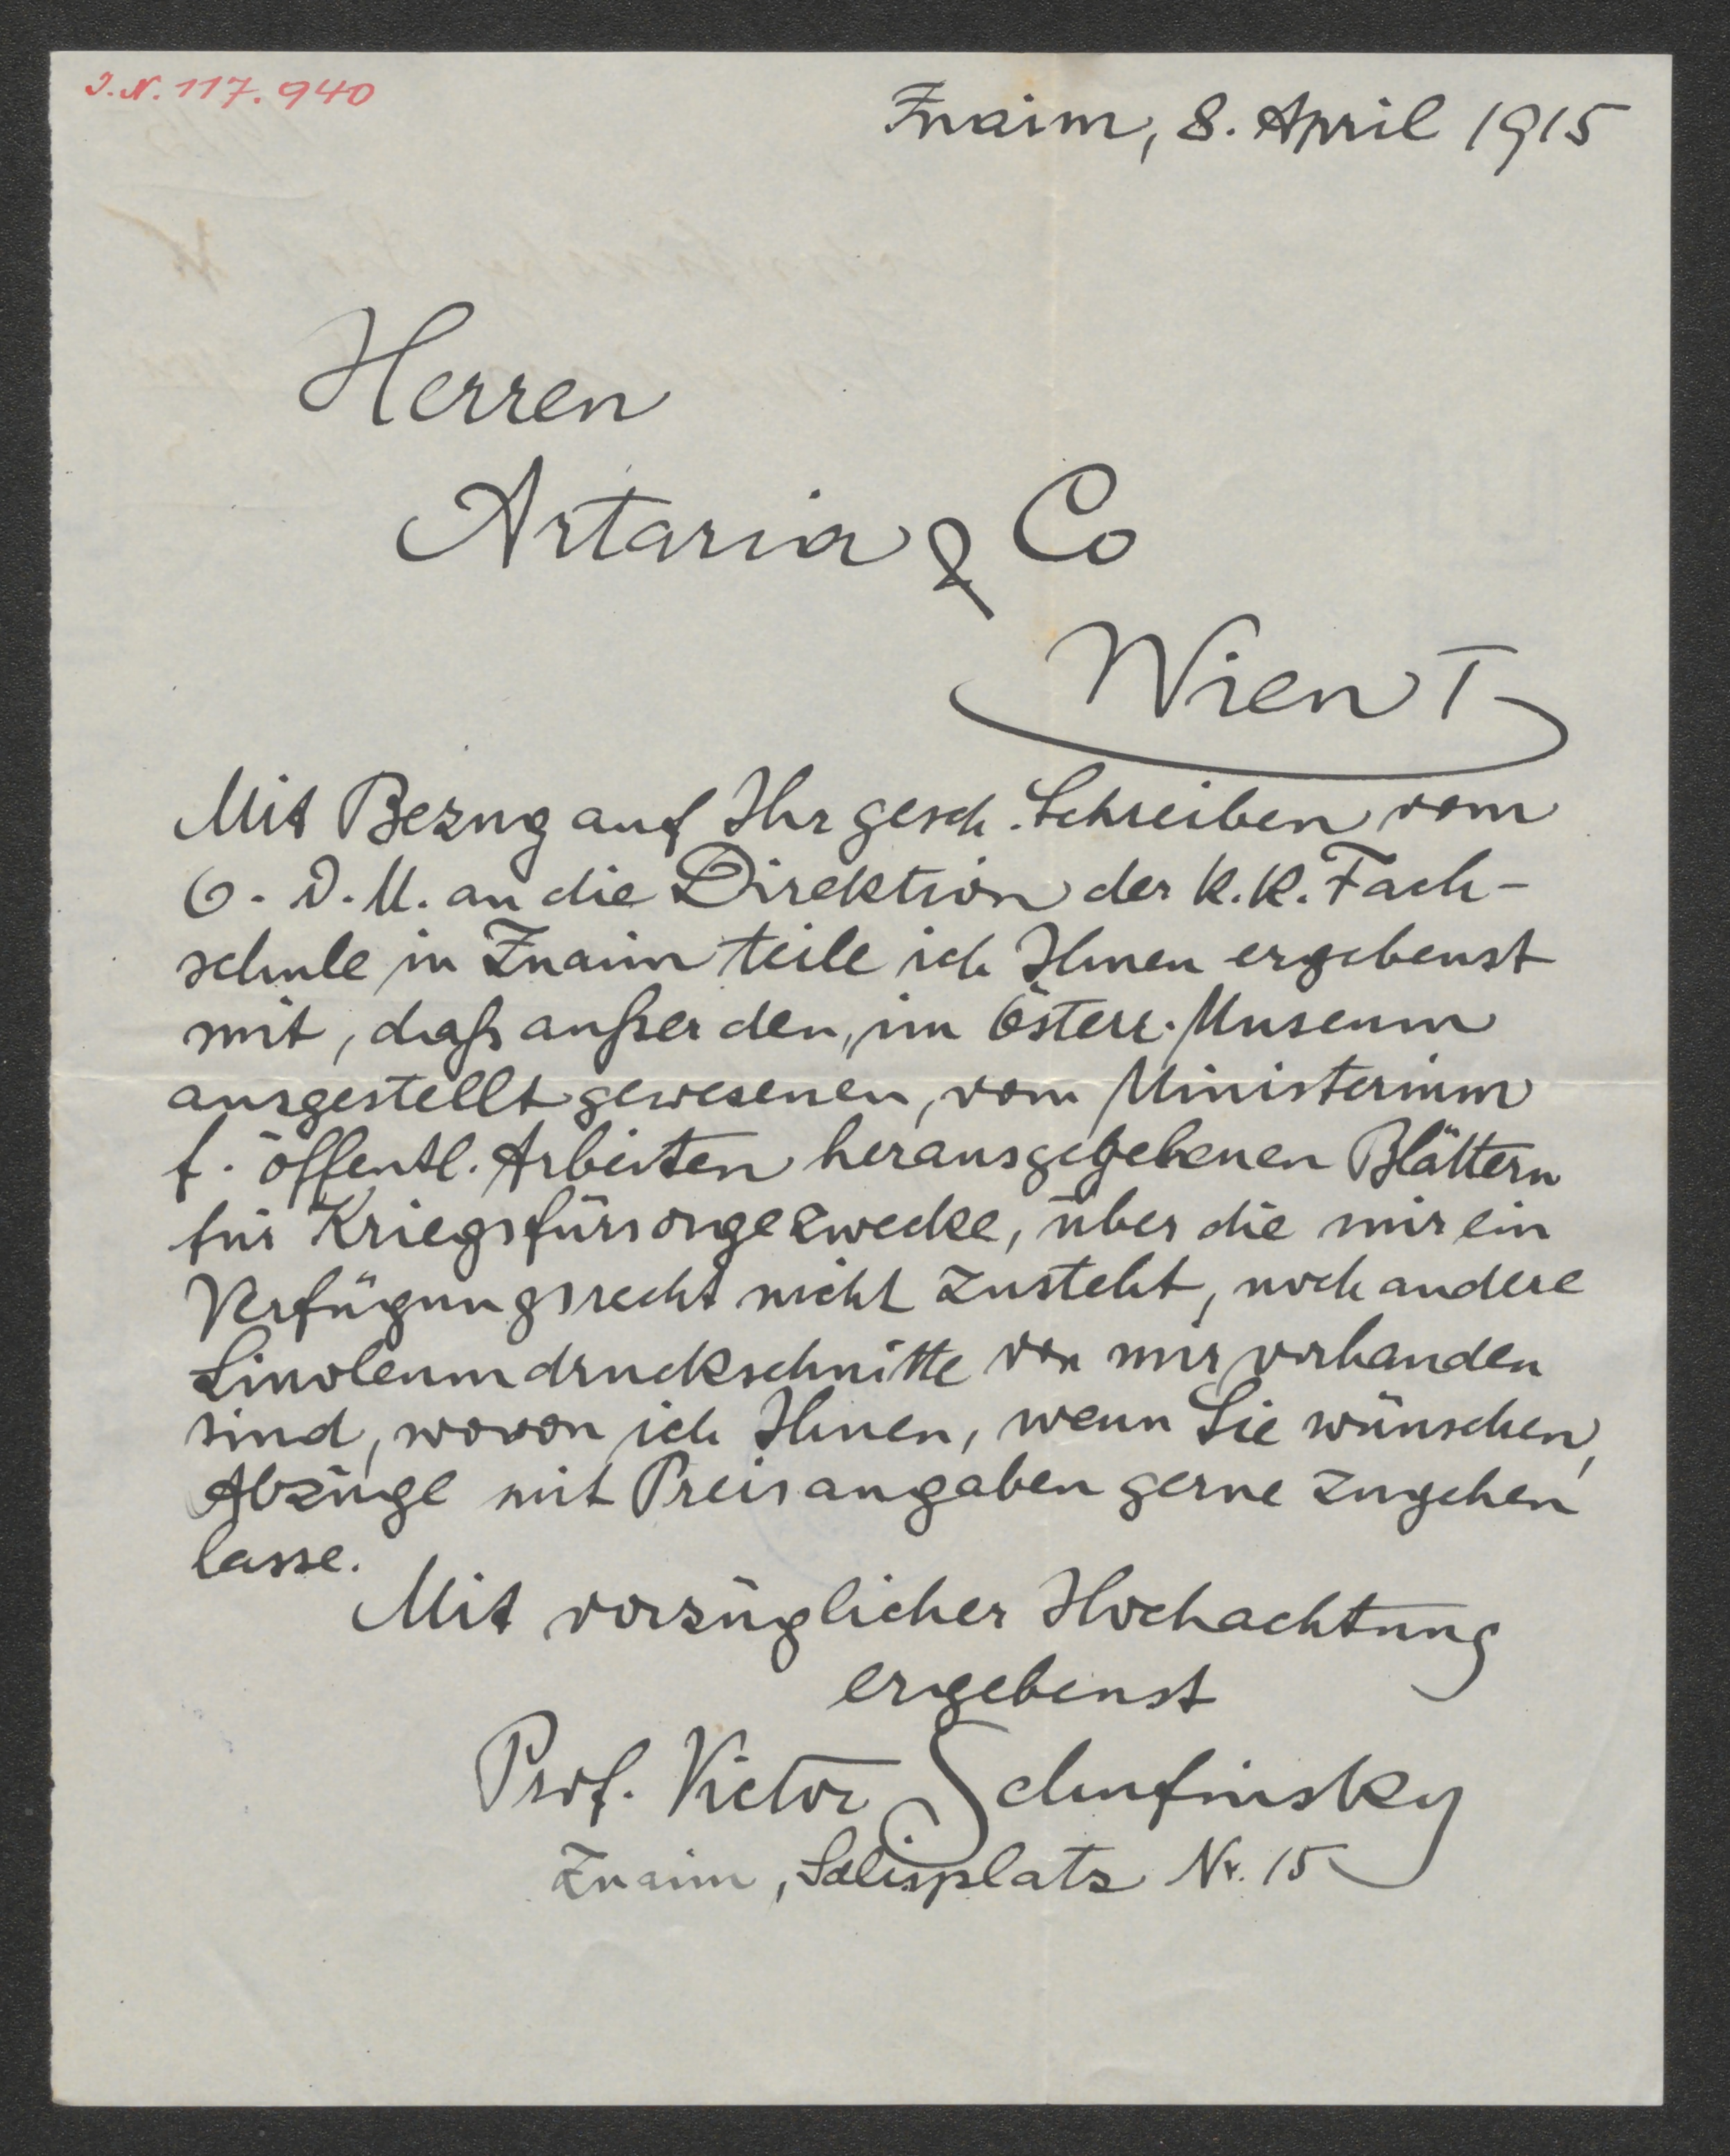 J.N. 117.940
Znaim, 8. April 1915
Herren
Artaria & Co
Wien I
Mit Bezug auf Ihr gesch. Schreiben vom
6. d. M. an die Direktion der k.k. Fach-
schule in Znaim teile ich Ihnen ergebenst
mit, daß außer den, im Österr. Museum
ausgestellt gewesenen, vom Ministerium
f. öffentl. Arbeiten herausgegebenen Blättern
für Kriegsfürsorgezwecke, über die mir ein
Verfügungsrecht nicht zusteht, noch andere
Linoleumdruckschnitte von mir vorhanden
sind, wovon ich Ihnen, wenn Sie wünschen,
Abzüge mit Preisangaben gerne zugehen
lasse.
Mit vorzüglicher Hochachtung
ergebenst
Prof. Victor Schufinsky
Znaim, Salisplatz Nr. 15